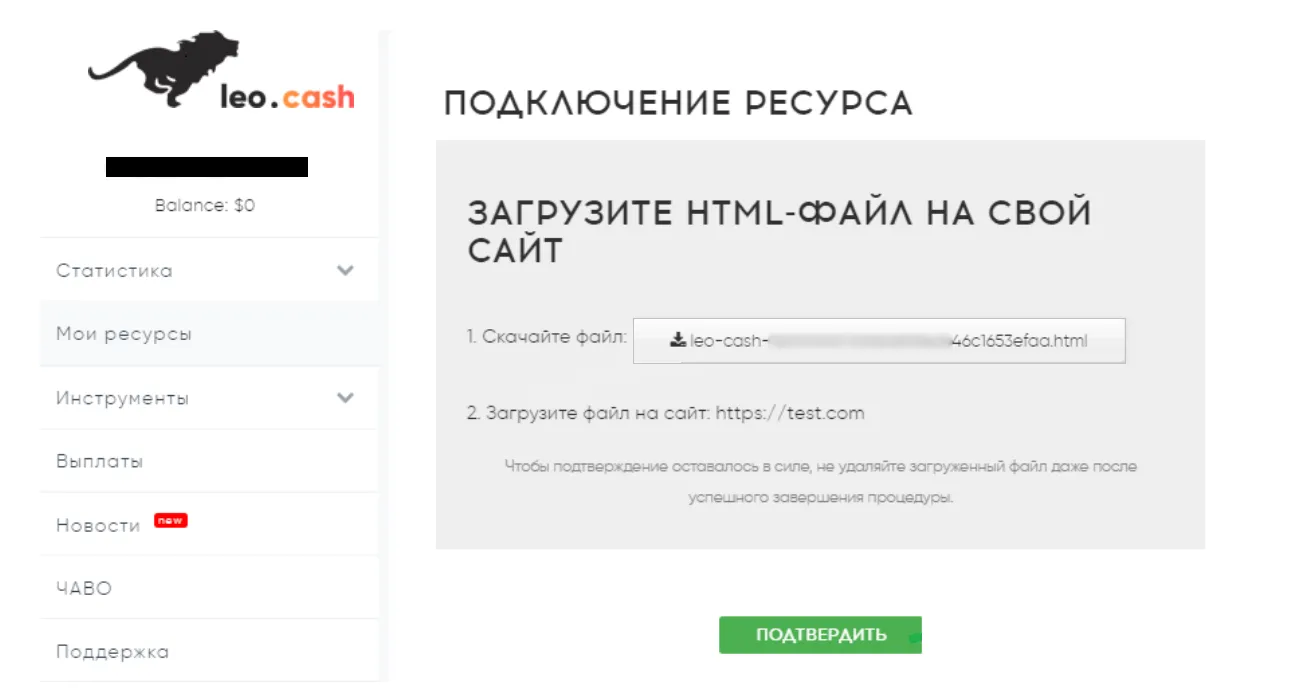 leo.cash
Balance: $0
Статистика
Мои ресурсы
Инструменты
Выплаты
Новости new
ЧАВО
Поддержка
ПОДКЛЮЧЕНИЕ РЕСУРСА
ЗАГРУЗИТЕ HTML-ФАЙЛ НА СВОЙ
САЙТ
1. Скачайте файл: leo-cash- 46c1653efaa.html
2. Загрузите файл на сайт: https://test.com
Чтобы подтверждение оставалось в силе, не удаляйте загруженный файл даже после
успешного завершения процедуры.
ПОДТВЕРДИТЬ